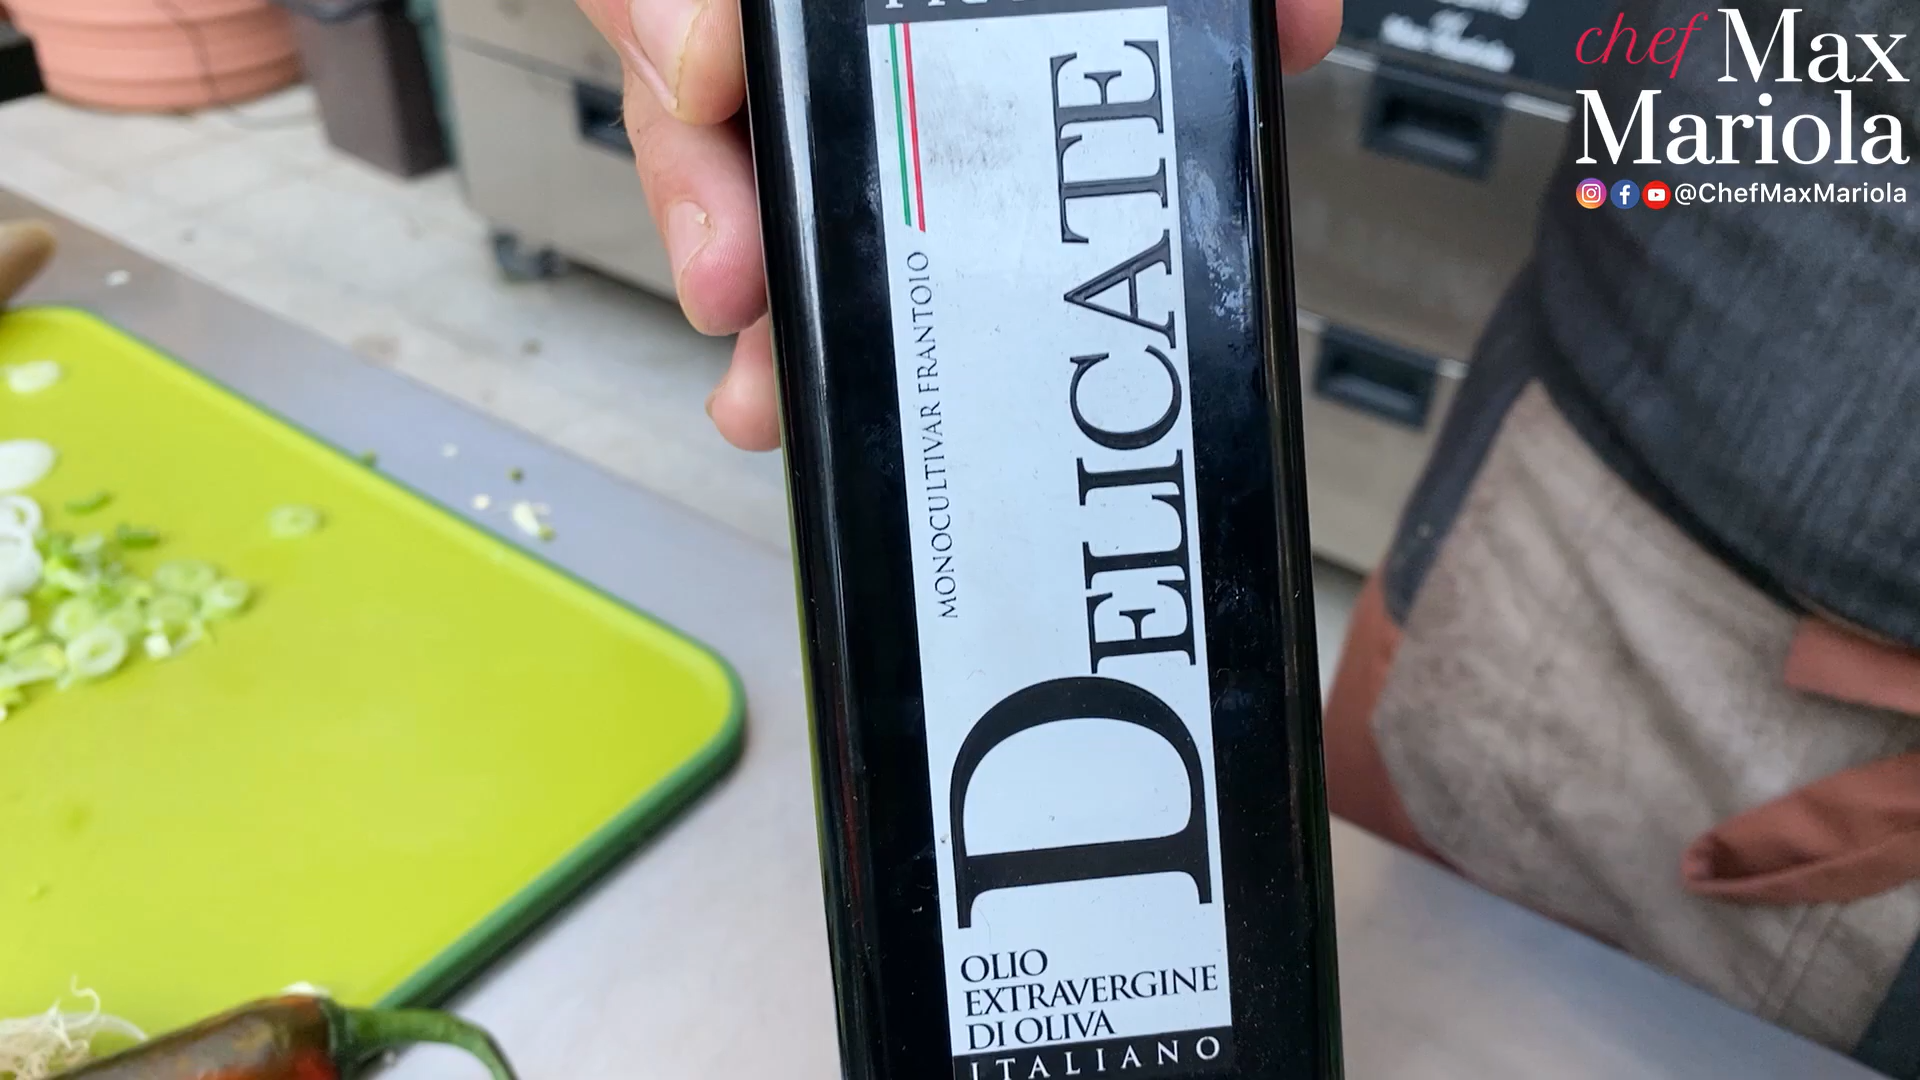 chef Max
Mariola
@ChefMaxMariola
MONOCULTIVAR FRANTOIO
DELICATE
OLIO
EXTRAVERGINE
DI OLIVA
ITALIANO